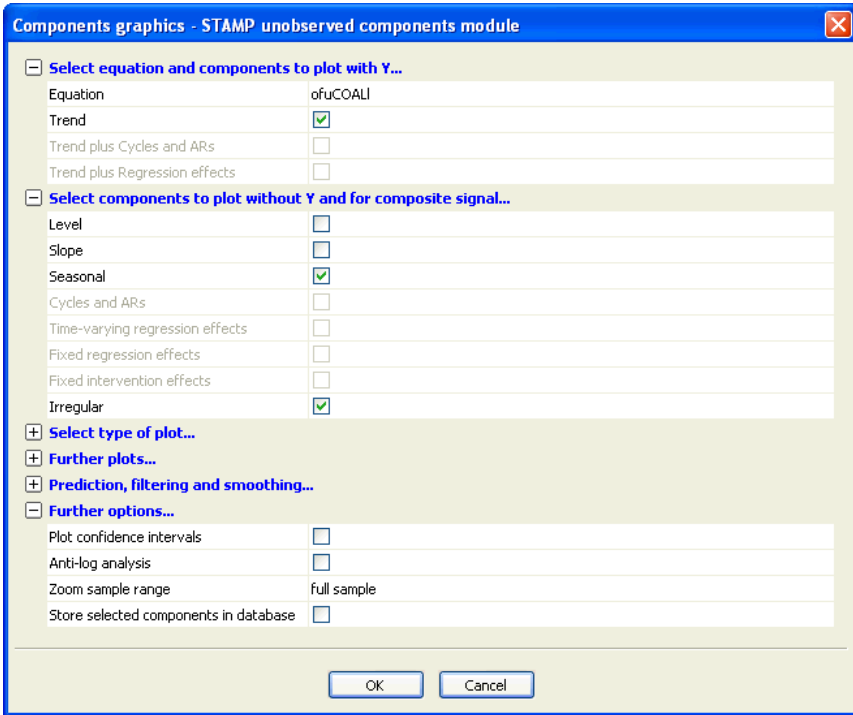 Components graphics - STAMP unobserved components module
Select equation and components to plot with Y...
Equation ofuCOALl
Trend
Trend plus Cycles and ARs
Trend plus Regression effects
Select components to plot without Y and for composite signal...
Level
Slope
Seasonal
Cycles and ARs
Time-varying regression effects
Fixed regression effects
Fixed intervention effects
Irregular
Select type of plot...
Further plots...
Prediction, filtering and smoothing...
Further options...
Plot confidence intervals
Anti-log analysis
Zoom sample range full sample
Store selected components in database
OK Cancel